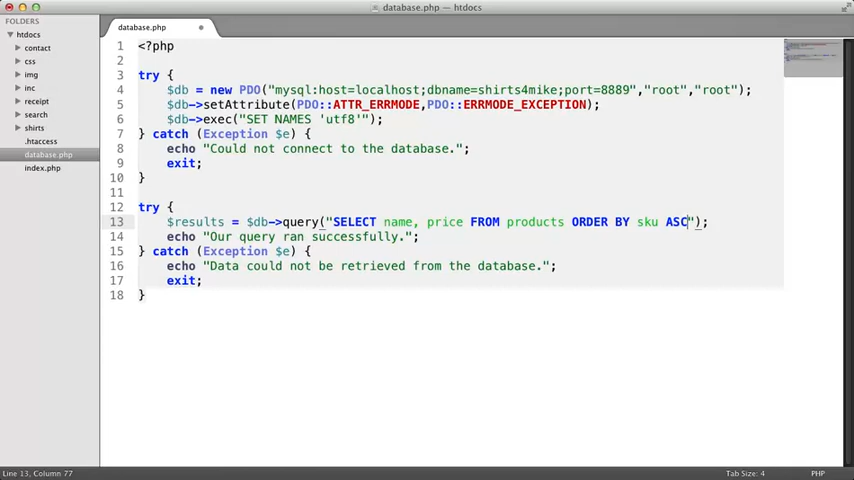 database.php — htdocs
FOLDERS
htdocs
contact
css
img
inc
receipt
search
shirts
.htaccess
database.php
index.php
database.php
1 <?php
2
3 try {
4 $db = new PDO("mysql:host=localhost;dbname=shirts4mike;port=8889","root","root");
5 $db->setAttribute(PDO::ATTR_ERRMODE,PDO::ERRMODE_EXCEPTION);
6 $db->exec("SET NAMES 'utf8'");
7 } catch (Exception $e) {
8 echo "Could not connect to the database.";
9 exit;
10 }
11
12 try {
13 $results = $db->query("SELECT name, price FROM products ORDER BY sku ASC");
14 echo "Our query ran successfully.";
15 } catch (Exception $e) {
16 echo "Data could not be retrieved from the database.";
17 exit;
18 }
Line 13, Column 77
Tab Size: 4
PHP